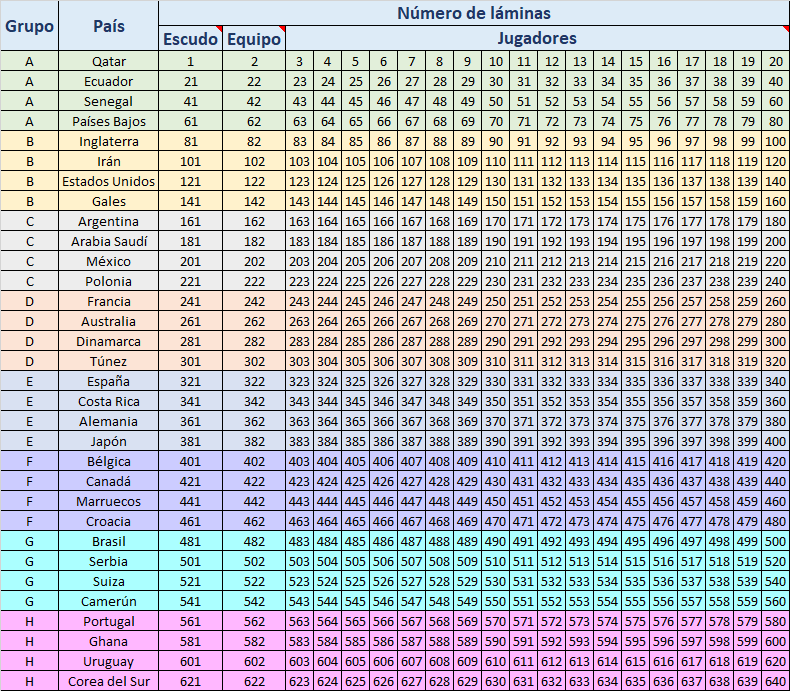 Grupo País Número de láminas
Escudo Equipo Jugadores
A Qatar 1 2 3 4 5 6 7 8 9 10 11 12 13 14 15 16 17 18 19 20
A Ecuador 21 22 23 24 25 26 27 28 29 30 31 32 33 34 35 36 37 38 39 40
A Senegal 41 42 43 44 45 46 47 48 49 50 51 52 53 54 55 56 57 58 59 60
A Países Bajos 61 62 63 64 65 66 67 68 69 70 71 72 73 74 75 76 77 78 79 80
B Inglaterra 81 82 83 84 85 86 87 88 89 90 91 92 93 94 95 96 97 98 99 100
B Irán 101 102 103 104 105 106 107 108 109 110 111 112 113 114 115 116 117 118 119 120
B Estados Unidos 121 122 123 124 125 126 127 128 129 130 131 132 133 134 135 136 137 138 139 140
B Gales 141 142 143 144 145 146 147 148 149 150 151 152 153 154 155 156 157 158 159 160
C Argentina 161 162 163 164 165 166 167 168 169 170 171 172 173 174 175 176 177 178 179 180
C Arabia Saudí 181 182 183 184 185 186 187 188 189 190 191 192 193 194 195 196 197 198 199 200
C México 201 202 203 204 205 206 207 208 209 210 211 212 213 214 215 216 217 218 219 220
C Polonia 221 222 223 224 225 226 227 228 229 230 231 232 233 234 235 236 237 238 239 240
D Francia 241 242 243 244 245 246 247 248 249 250 251 252 253 254 255 256 257 258 259 260
D Australia 261 262 263 264 265 266 267 268 269 270 271 272 273 274 275 276 277 278 279 280
D Dinamarca 281 282 283 284 285 286 287 288 289 290 291 292 293 294 295 296 297 298 299 300
D Túnez 301 302 303 304 305 306 307 308 309 310 311 312 313 314 315 316 317 318 319 320
E España 321 322 323 324 325 326 327 328 329 330 331 332 333 334 335 336 337 338 339 340
E Costa Rica 341 342 343 344 345 346 347 348 349 350 351 352 353 354 355 356 357 358 359 360
E Alemania 361 362 363 364 365 366 367 368 369 370 371 372 373 374 375 376 377 378 379 380
E Japón 381 382 383 384 385 386 387 388 389 390 391 392 393 394 395 396 397 398 399 400
F Bélgica 401 402 403 404 405 406 407 408 409 410 411 412 413 414 415 416 417 418 419 420
F Canadá 421 422 423 424 425 426 427 428 429 430 431 432 433 434 435 436 437 438 439 440
F Marruecos 441 442 443 444 445 446 447 448 449 450 451 452 453 454 455 456 457 458 459 460
F Croacia 461 462 463 464 465 466 467 468 469 470 471 472 473 474 475 476 477 478 479 480
G Brasil 481 482 483 484 485 486 487 488 489 490 491 492 493 494 495 496 497 498 499 500
G Serbia 501 502 503 504 505 506 507 508 509 510 511 512 513 514 515 516 517 518 519 520
G Suiza 521 522 523 524 525 526 527 528 529 530 531 532 533 534 535 536 537 538 539 540
G Camerún 541 542 543 544 545 546 547 548 549 550 551 552 553 554 555 556 557 558 559 560
H Portugal 561 562 563 564 565 566 567 568 569 570 571 572 573 574 575 576 577 578 579 580
H Ghana 581 582 583 584 585 586 587 588 589 590 591 592 593 594 595 596 597 598 599 600
H Uruguay 601 602 603 604 605 606 607 608 609 610 611 612 613 614 615 616 617 618 619 620
H Corea del Sur 621 622 623 624 625 626 627 628 629 630 631 632 633 634 635 636 637 638 639 640